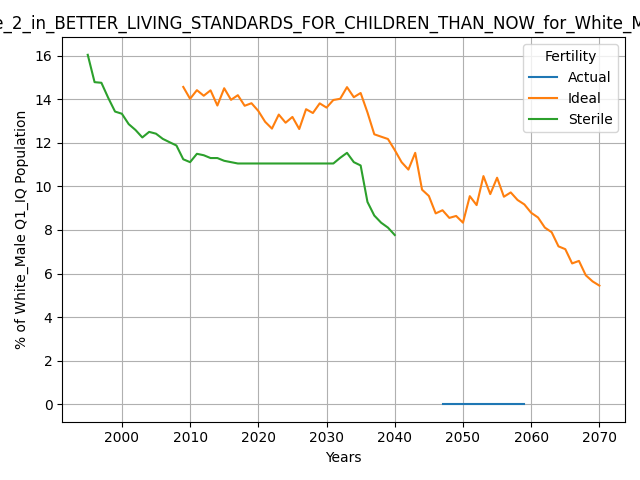 _2_in_BETTER_LIVING_STANDARDS_FOR_CHILDREN_THAN_NOW_for_White_M
Fertility
Actual
Ideal
Sterile
% of White_Male Q1_IQ Population
16
14
12
10
8
6
4
2
0
2000 2010 2020 2030 2040 2050 2060 2070
Years